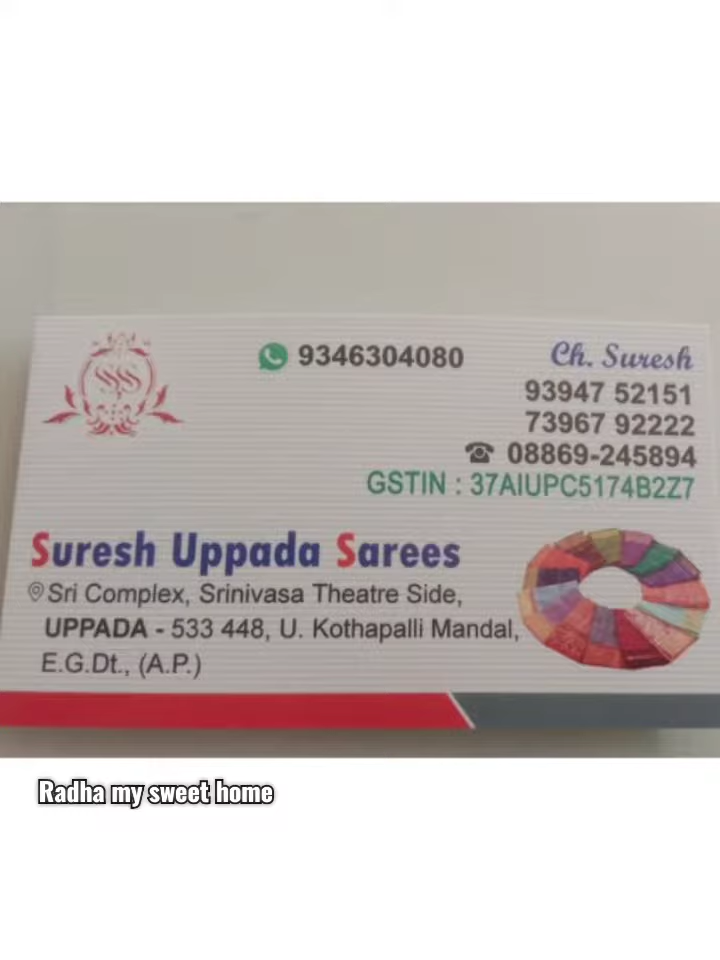 SSS
9346304080
Ch. Suresh
93947 52151
73967 92222
08869-245894
GSTIN : 37AIUPC5174B2Z7
Suresh Uppada Sarees
Sri Complex, Srinivasa Theatre Side,
UPPADA - 533 448, U. Kothapalli Mandal,
E.G.Dt., (A.P.)
Radha my sweet home